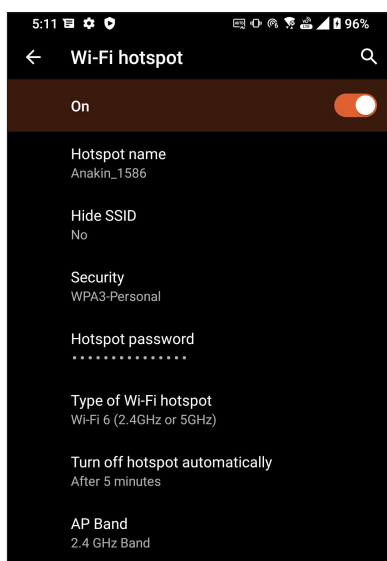 5:11 96%
Wi-Fi hotspot
On
Hotspot name
Anakin_1586
Hide SSID
No
Security
WPA3-Personal
Hotspot password
•••••••••••••••
Type of Wi-Fi hotspot
Wi-Fi 6 (2.4GHz or 5GHz)
Turn off hotspot automatically
After 5 minutes
AP Band
2.4 GHz Band